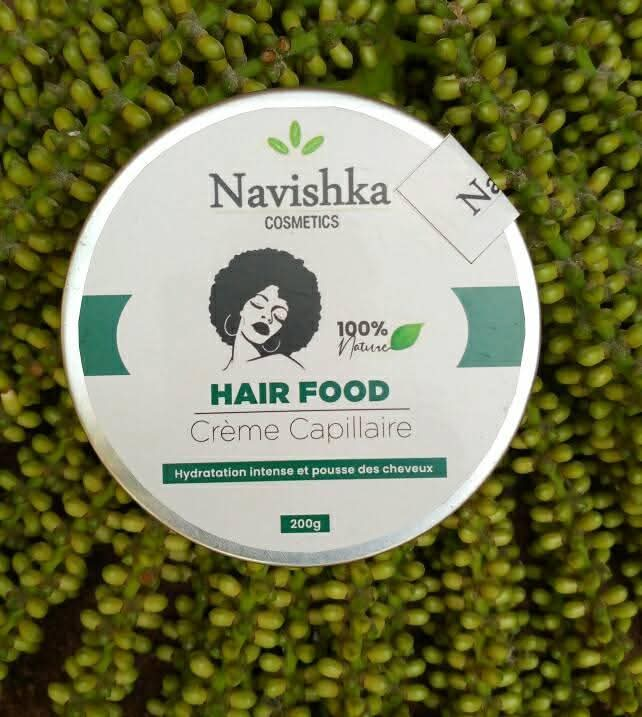 Navishka
COSMETICS
Na
100%
Nature
HAIR FOOD
Crème Capillaire
Hydratation intense et pousse des cheveux
200g